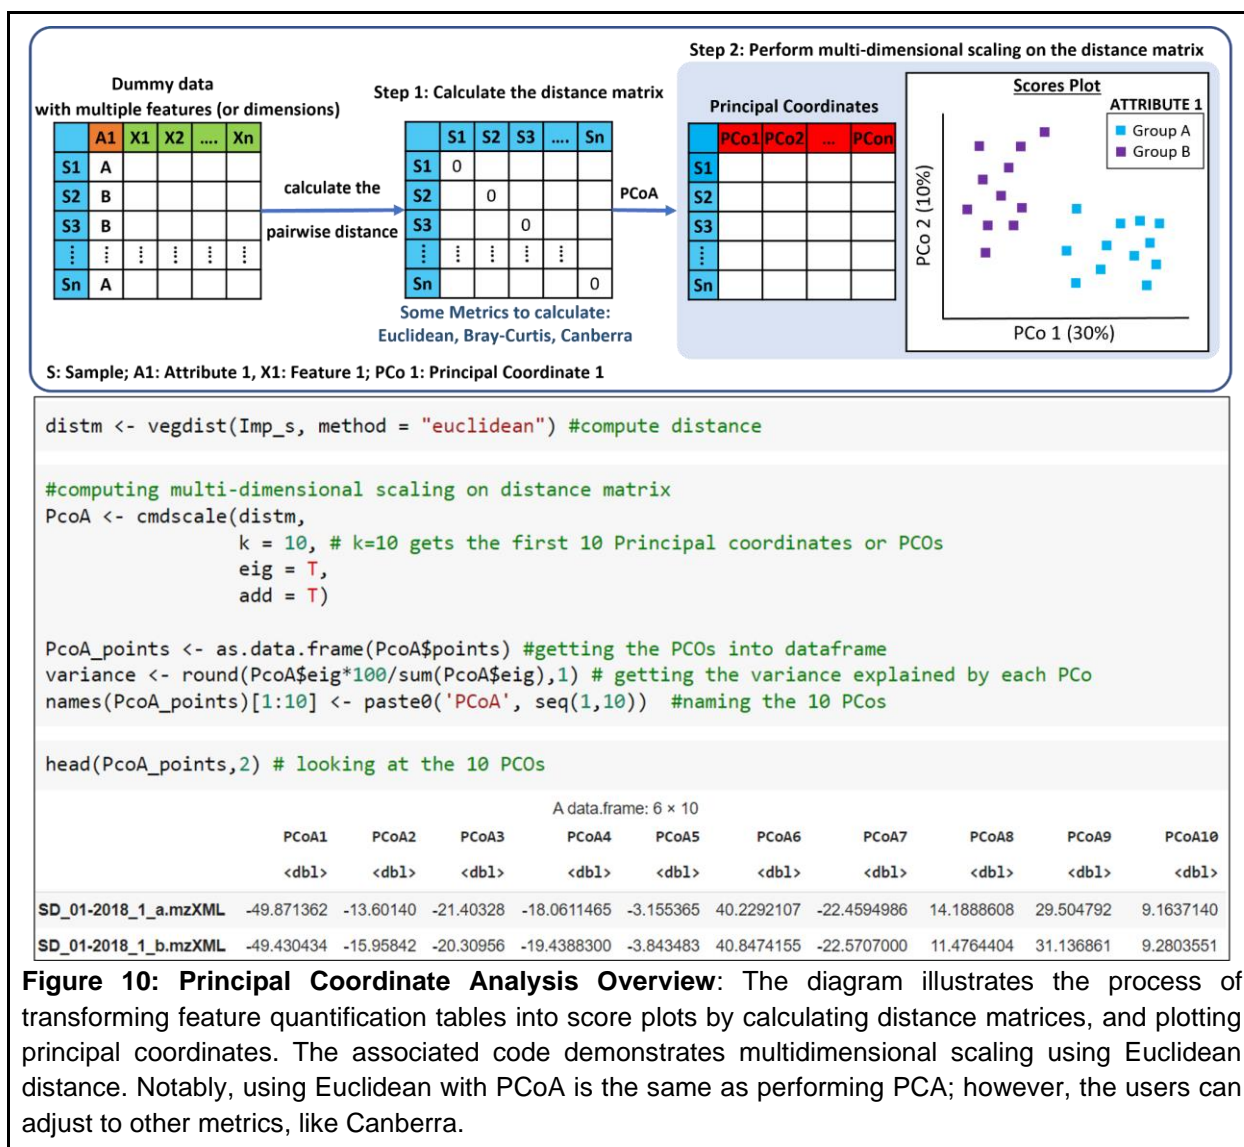 Step 2: Perform multi-dimensional scaling on the distance matrix
Dummy data
with multiple features (or dimensions)
A1 X1 X2 .... Xn
S1 A
S2 B
S3 B
⋮ ⋮ ⋮ ⋮ ⋮ ⋮
Sn A
calculate the
pairwise distance
Step 1: Calculate the distance matrix
S1 S2 S3 .... Sn
S1 0
S2 0
S3 0
⋮ ⋮ ⋮ ⋮ ⋮
Sn 0
Some Metrics to calculate:
Euclidean, Bray-Curtis, Canberra
PCoA
Principal Coordinates
PCo1 PCo2 ... PCon
S1
S2
S3
⋮
Sn
Scores Plot
ATTRIBUTE 1
Group A
Group B
PCo 2 (10%)
PCo 1 (30%)
S: Sample; A1: Attribute 1, X1: Feature 1; PCo 1: Principal Coordinate 1
distm <- vegdist(Imp_s, method = "euclidean") #compute distance
#computing multi-dimensional scaling on distance matrix
PcoA <- cmdscale(distm,
k = 10, # k=10 gets the first 10 Principal coordinates or PCOs
eig = T,
add = T)
PcoA_points <- as.data.frame(PcoA$points) #getting the PCOs into dataframe
variance <- round(PcoA$eig*100/sum(PcoA$eig),1) # getting the variance explained by each PCo
names(PcoA_points)[1:10] <- paste0('PCoA', seq(1,10)) #naming the 10 PCos
head(PcoA_points,2) # looking at the 10 PCOs
A data.frame: 6 × 10
PCoA1 PCoA2 PCoA3 PCoA4 PCoA5 PCoA6 PCoA7 PCoA8 PCoA9 PCoA10
<dbl> <dbl> <dbl> <dbl> <dbl> <dbl> <dbl> <dbl> <dbl> <dbl>
SD_01-2018_1_a.mzXML -49.871362 -13.60140 -21.40328 -18.0611465 -3.155365 40.2292107 -22.4594986 14.1888608 29.504792 9.1637140
SD_01-2018_1_b.mzXML -49.430434 -15.95842 -20.30956 -19.4388300 -3.843483 40.8474155 -22.5707000 11.4764404 31.136861 9.2803551
Figure 10: Principal Coordinate Analysis Overview: The diagram illustrates the process of
transforming feature quantification tables into score plots by calculating distance matrices, and plotting
principal coordinates. The associated code demonstrates multidimensional scaling using Euclidean
distance. Notably, using Euclidean with PCoA is the same as performing PCA; however, the users can
adjust to other metrics, like Canberra.